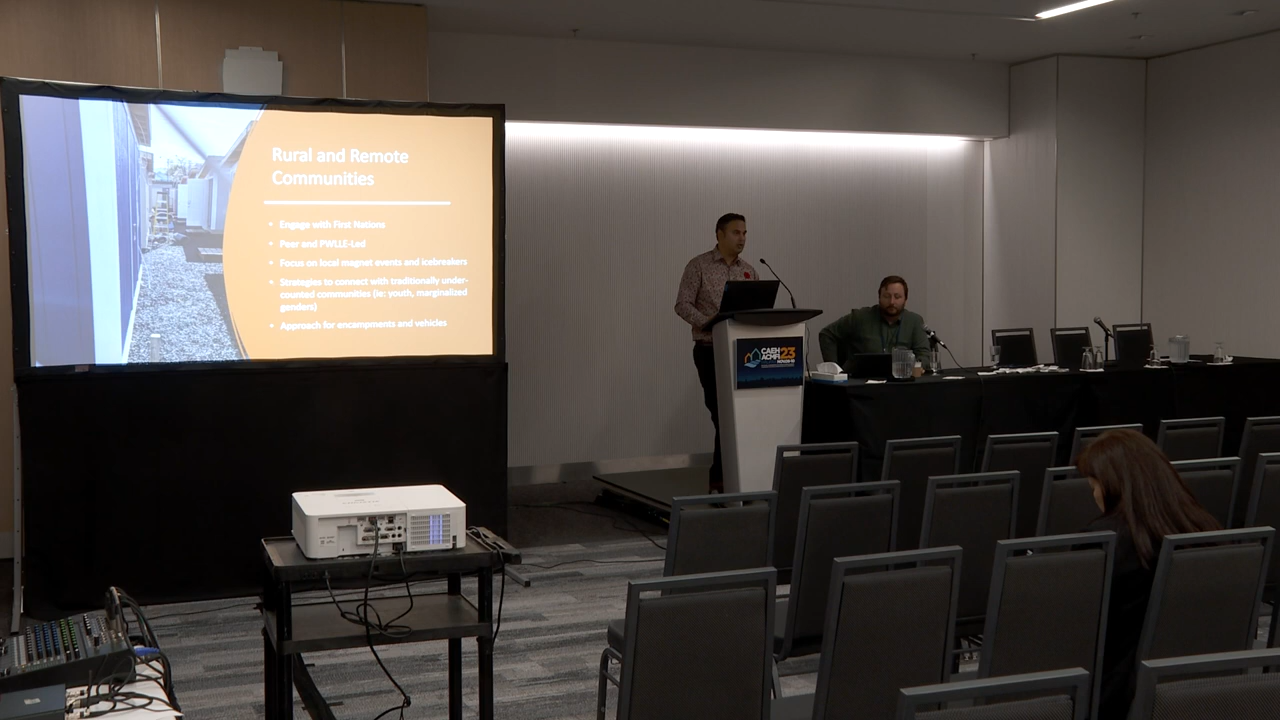 Rural and Remote
Communities
• Engage with First Nations
• Peer and PWLLE-Led
• Focus on local magnet events and icebreakers
• Strategies to connect with traditionally under-
counted communities (ie: youth, marginalized
genders)
• Approach for encampments and vehicles
CAEH 23
ACMFI